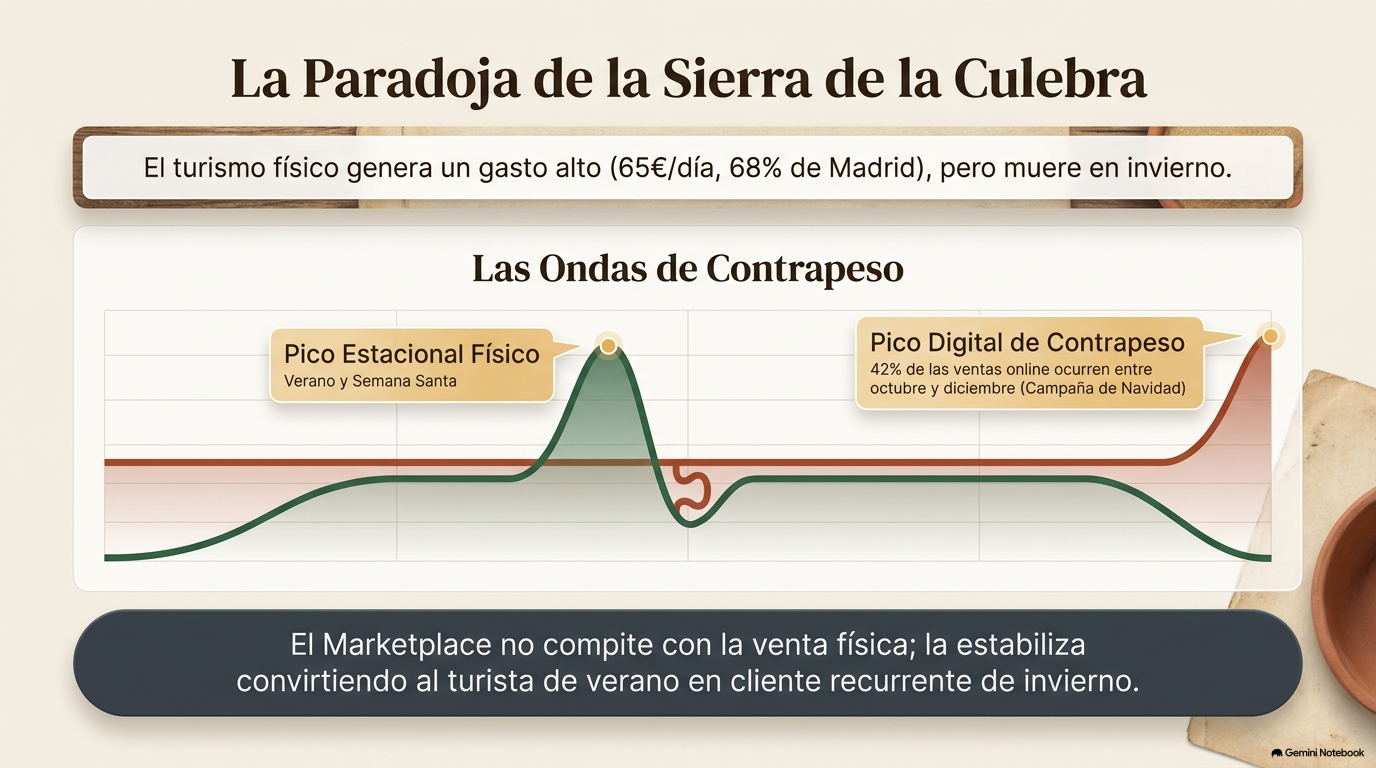 La Paradoja de la Sierra de la Culebra
El turismo físico genera un gasto alto (65€/día, 68% de Madrid), pero muere en invierno.
Las Ondas de Contrapeso
Pico Estacional Físico
Verano y Semana Santa
Pico Digital de Contrapeso
42% de las ventas online ocurren entre
octubre y diciembre (Campaña de Navidad)
El Marketplace no compite con la venta física; la estabiliza
convirtiendo al turista de verano en cliente recurrente de invierno.
Gemini Notebook